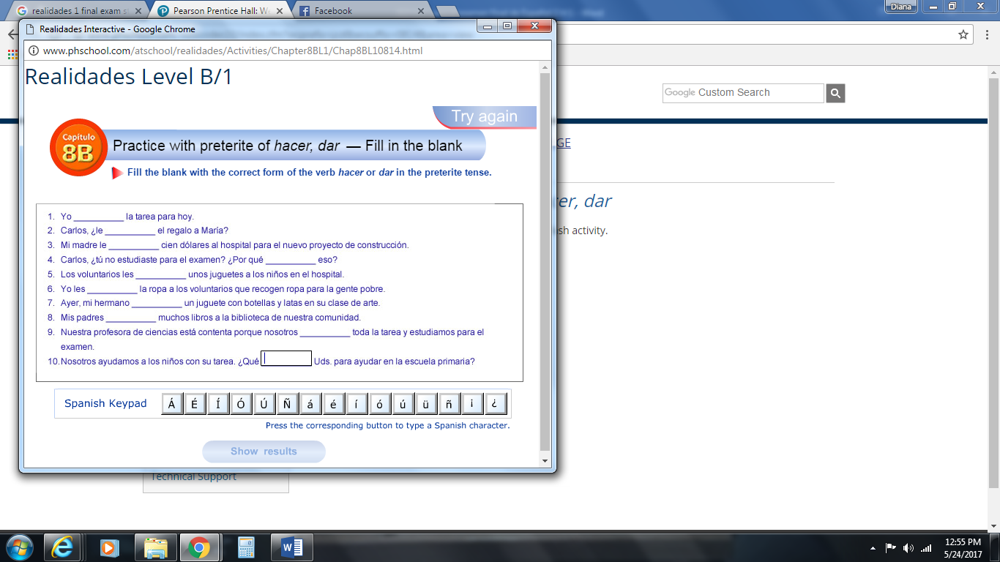 realidades 1 final exam s
Pearson Prentice Hall: We
Facebook
Diana
Realidades Interactive - Google Chrome
www.phschool.com/atschool/realidades/Activities/Chapter8BL1/Chap8BL10814.html
Realidades Level B/1
Google Custom Search
Try again
Capítulo
8B
Practice with preterite of hacer, dar — Fill in the blank
GE
Fill the blank with the correct form of the verb hacer or dar in the preterite tense.
er, dar
sh activity.
1. Yo __________ la tarea para hoy.
2. Carlos, ¿le __________ el regalo a María?
3. Mi madre le __________ cien dólares al hospital para el nuevo proyecto de construcción.
4. Carlos, ¿tú no estudiaste para el examen? ¿Por qué __________ eso?
5. Los voluntarios les __________ unos juguetes a los niños en el hospital.
6. Yo les __________ la ropa a los voluntarios que recogen ropa para la gente pobre.
7. Ayer, mi hermano __________ un juguete con botellas y latas en su clase de arte.
8. Mis padres __________ muchos libros a la biblioteca de nuestra comunidad.
9. Nuestra profesora de ciencias está contenta porque nosotros __________ toda la tarea y estudiamos para el
examen.
10. Nosotros ayudamos a los niños con su tarea. ¿Qué Uds. para ayudar en la escuela primaria?
Spanish Keypad Á É Í Ó Ú Ñ á é í ó ú ü ñ ¡ ¿
Press the corresponding button to type a Spanish character.
Show results
Technical Support
12:55 PM
5/24/2017